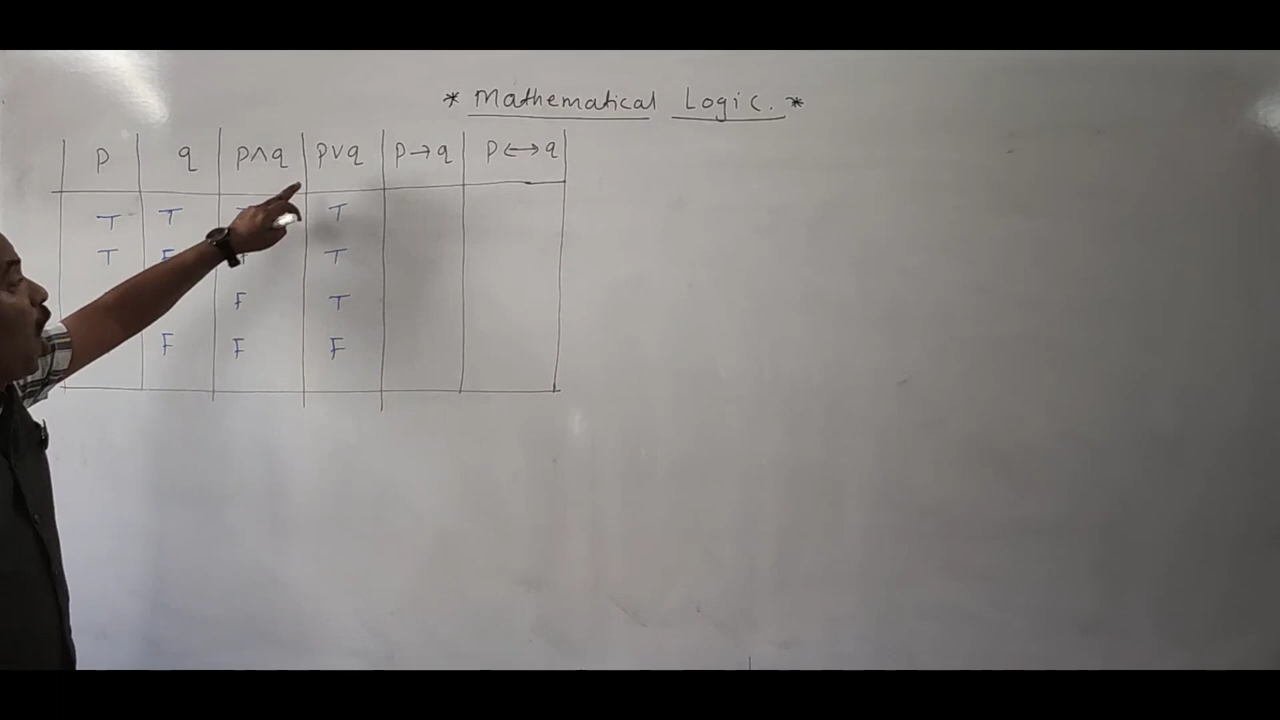 * Mathematical Logic. *
p q p∧q p∨q p→q p↔q
T T T
T T
F T
F F F